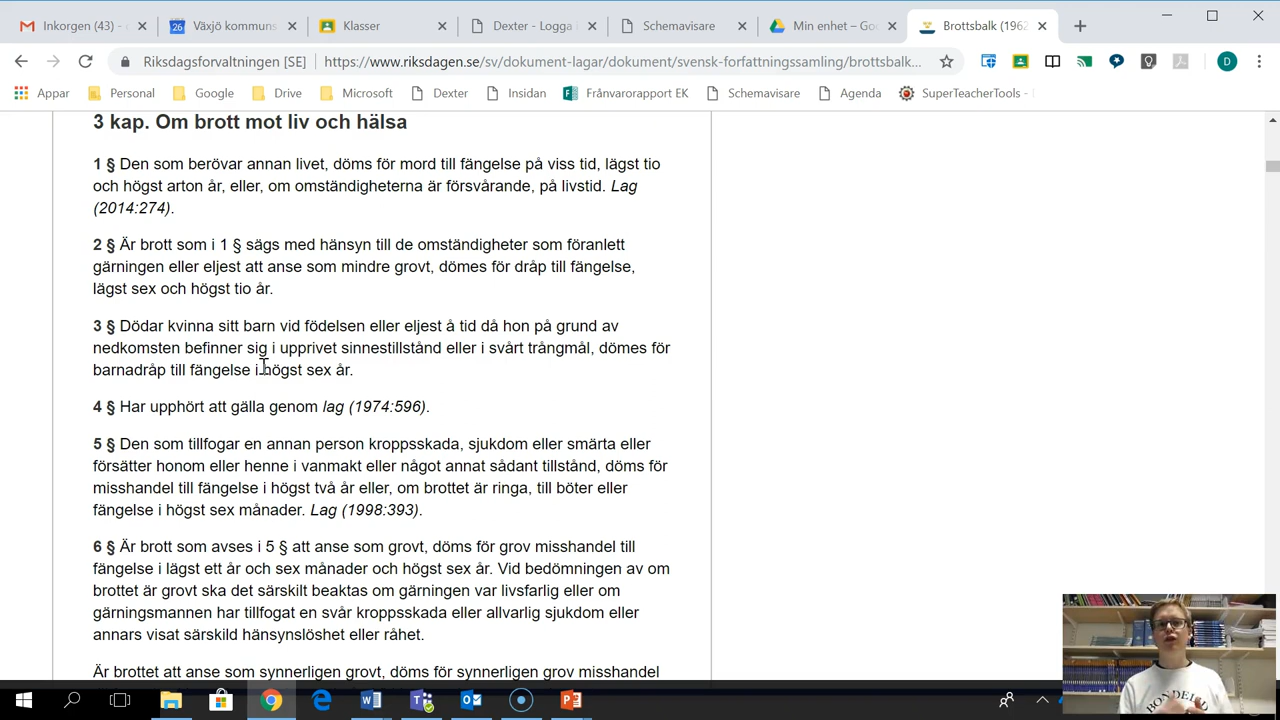 Inkorgen (43) -
Växjö kommuns
Klasser
Dexter - Logga
Schemavisare
Min enhet – Goo
Brottsbalk (1962
Riksdagsforvaltningen [SE]
https://www.riksdagen.se/sv/dokument-lagar/dokument/svensk-forfattningssamling/brottsbalk...
D
Appar
Personal
Google
Drive
Microsoft
Dexter
Insidan
Frånvarorapport EK
Schemavisare
Agenda
SuperTeacherTools -
3 kap. Om brott mot liv och hälsa
1 § Den som berövar annan livet, döms för mord till fängelse på viss tid, lägst tio
och högst arton år, eller, om omständigheterna är försvårande, på livstid. Lag
(2014:274).
2 § Är brott som i 1 § sägs med hänsyn till de omständigheter som föranlett
gärningen eller eljest att anse som mindre grovt, dömes för dråp till fängelse,
lägst sex och högst tio år.
3 § Dödar kvinna sitt barn vid födelsen eller eljest å tid då hon på grund av
nedkomsten befinner sig i upprivet sinnestillstånd eller i svårt trångmål, dömes för
barnadråp till fängelse i högst sex år.
4 § Har upphört att gälla genom lag (1974:596).
5 § Den som tillfogar en annan person kroppsskada, sjukdom eller smärta eller
försätter honom eller henne i vanmakt eller något annat sådant tillstånd, döms för
misshandel till fängelse i högst två år eller, om brottet är ringa, till böter eller
fängelse i högst sex månader. Lag (1998:393).
6 § Är brott som avses i 5 § att anse som grovt, döms för grov misshandel till
fängelse i lägst ett år och sex månader och högst sex år. Vid bedömningen av om
brottet är grovt ska det särskilt beaktas om gärningen var livsfarlig eller om
gärningsmannen har tillfogat en svår kroppsskada eller allvarlig sjukdom eller
annars visat särskild hänsynslöshet eller råhet.
Är brottet att anse som synnerligen grovt, döms för synnerligen grov misshandel